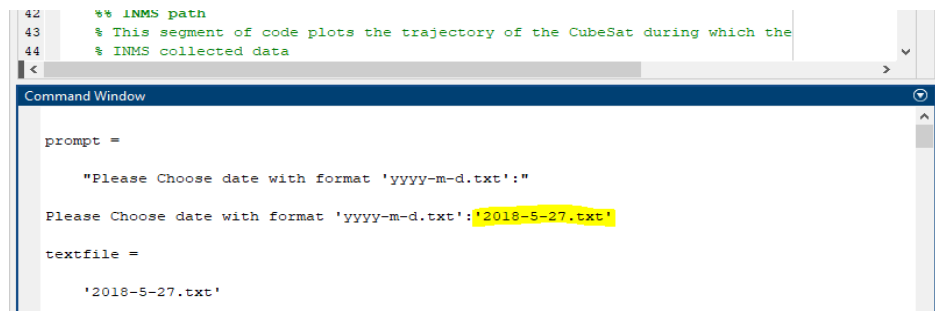 42 %% INMS path
43 % This segment of code plots the trajectory of the CubeSat during which the
44 % INMS collected data
Command Window
prompt =
"Please Choose date with format 'yyyy-m-d.txt':"
Please Choose date with format 'yyyy-m-d.txt':'2018-5-27.txt'
textfile =
'2018-5-27.txt'